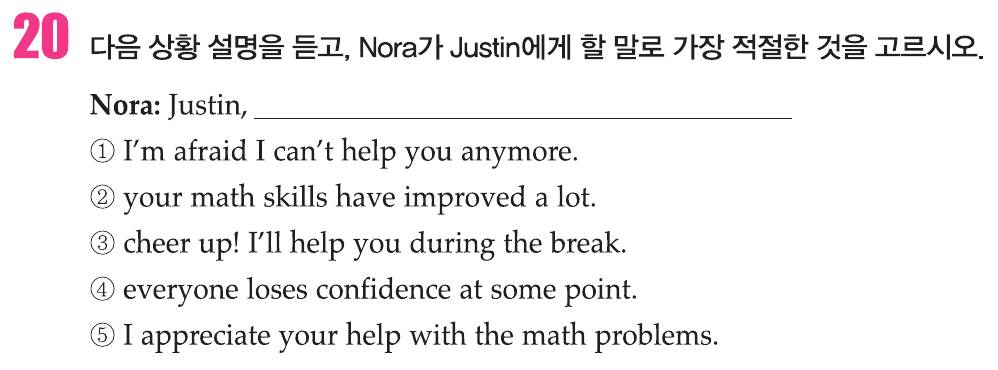 20 다음 상황 설명을 듣고, Nora가 Justin에게 할 말로 가장 적절한 것을 고르시오.
Nora: Justin, ___
① I'm afraid I can't help you anymore.
② your math skills have improved a lot.
③ cheer up! I'll help you during the break.
④ everyone loses confidence at some point.
⑤ I appreciate your help with the math problems.